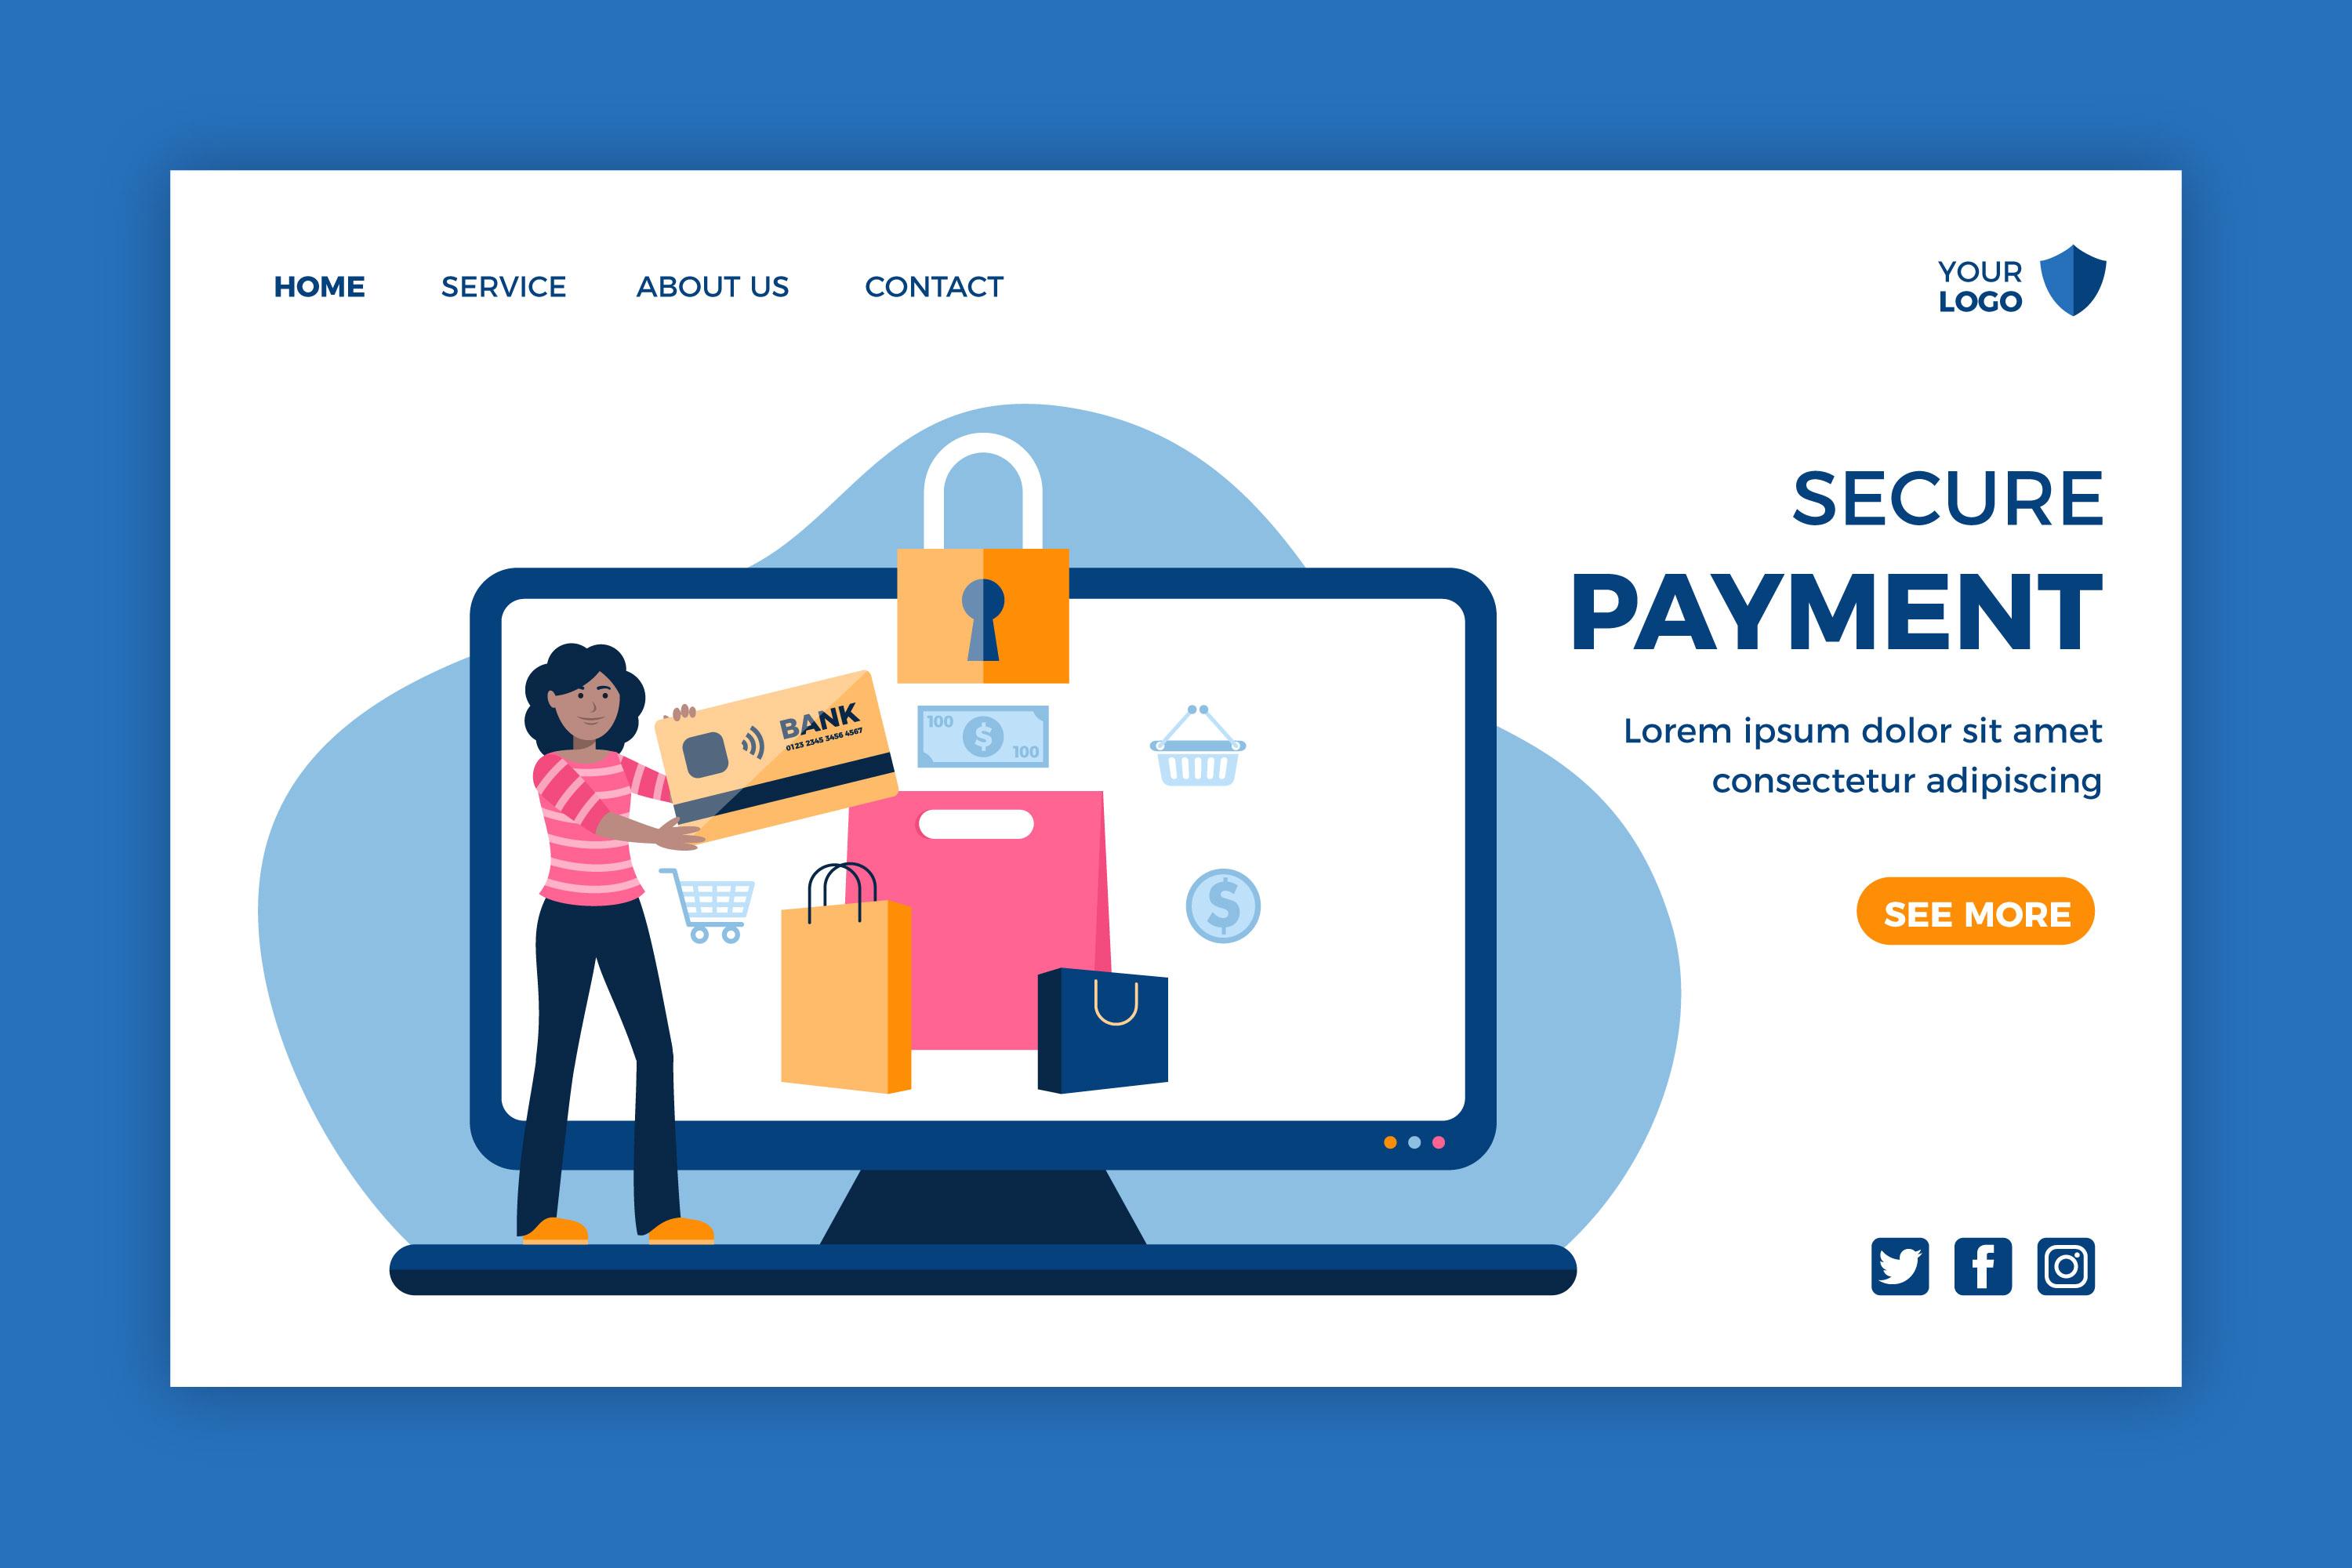 HOME SERVICE ABOUT US CONTACT
YOUR
LOGO
SECURE
PAYMENT
Lorem ipsum dolor sit amet
consectetur adipiscing
SEE MORE
BANK
0123 2345 3456 4567
100
$
100
$